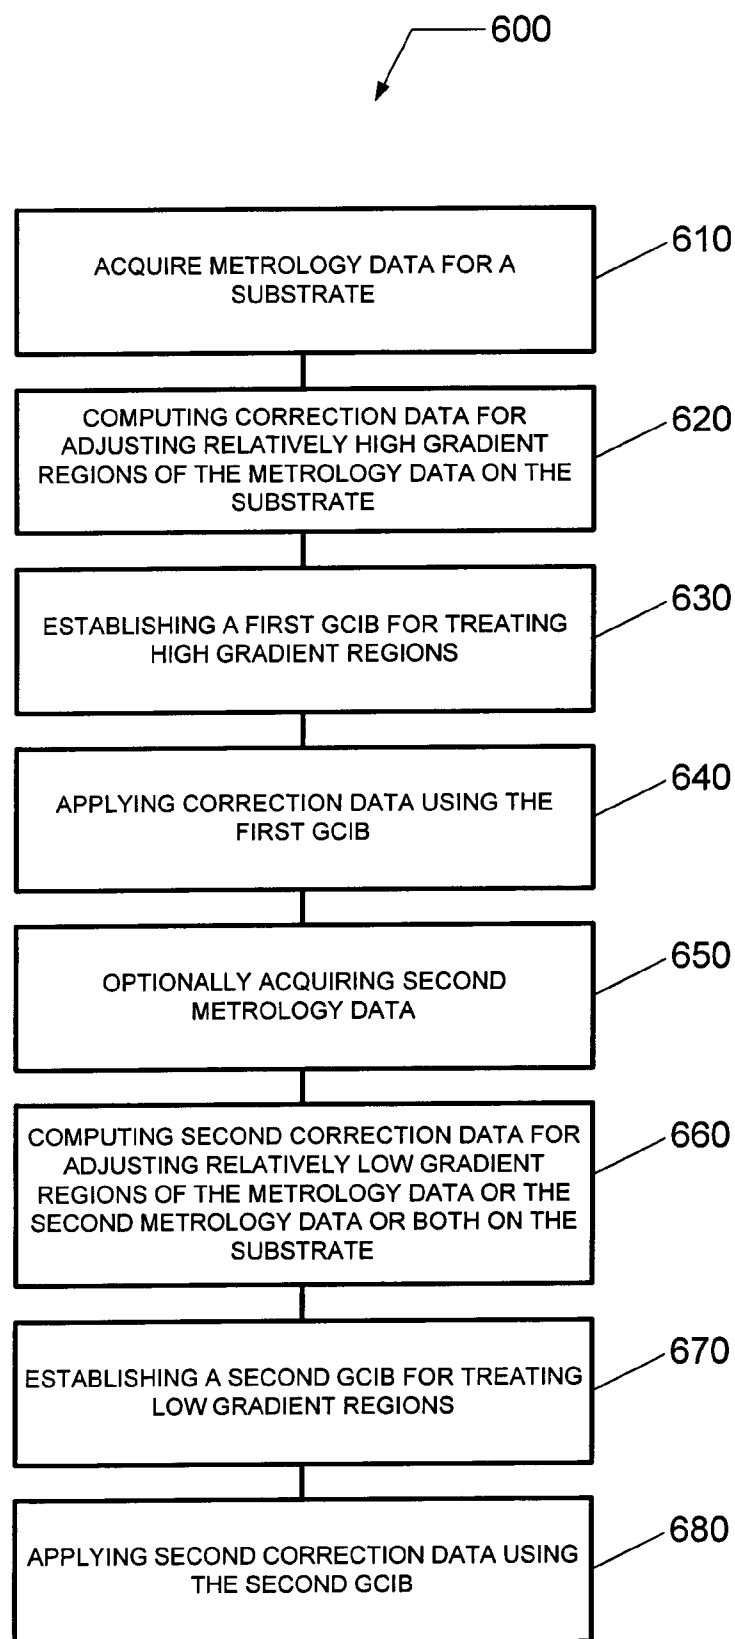 600
ACQUIRE METROLOGY DATA FOR A
SUBSTRATE
610
COMPUTING CORRECTION DATA FOR
ADJUSTING RELATIVELY HIGH GRADIENT
REGIONS OF THE METROLOGY DATA ON THE
SUBSTRATE
620
ESTABLISHING A FIRST GCIB FOR TREATING
HIGH GRADIENT REGIONS
630
APPLYING CORRECTION DATA USING THE
FIRST GCIB
640
OPTIONALLY ACQUIRING SECOND
METROLOGY DATA
650
COMPUTING SECOND CORRECTION DATA FOR
ADJUSTING RELATIVELY LOW GRADIENT
REGIONS OF THE METROLOGY DATA OR THE
SECOND METROLOGY DATA OR BOTH ON THE
SUBSTRATE
660
ESTABLISHING A SECOND GCIB FOR TREATING
LOW GRADIENT REGIONS
670
APPLYING SECOND CORRECTION DATA USING
THE SECOND GCIB
680